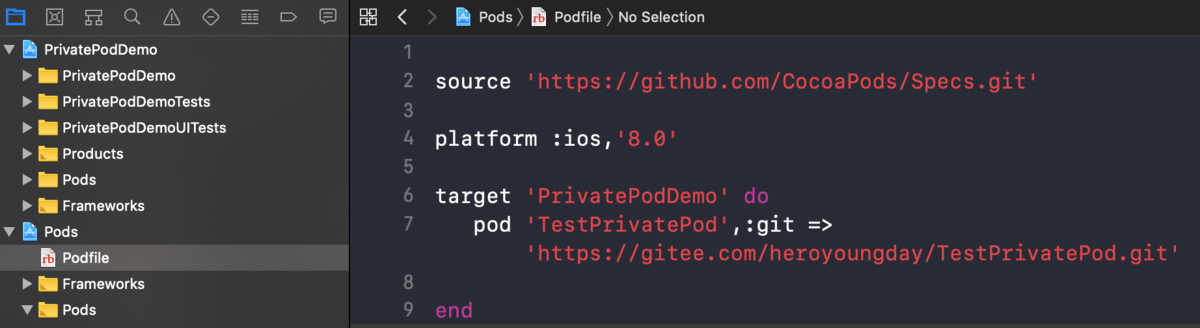 PrivatePodDemo
PrivatePodDemo
PrivatePodDemoTests
PrivatePodDemoUITests
Products
Pods
Frameworks
Pods
rb Podfile
Frameworks
Pods
Pods rb Podfile No Selection
1
2 source 'https://github.com/CocoaPods/Specs.git'
3
4 platform :ios,'8.0'
5
6 target 'PrivatePodDemo' do
7 pod 'TestPrivatePod',:git =>
'https://gitee.com/heroyoungday/TestPrivatePod.git'
8
9 end